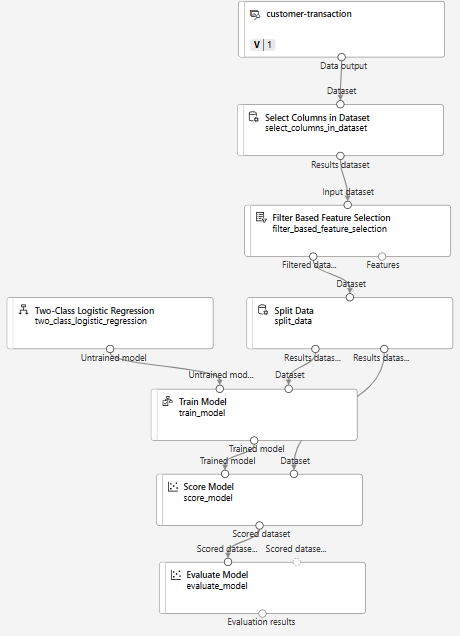 customer-transaction
V | 1
Data output
Dataset
Select Columns in Dataset
select_columns_in_dataset
Results dataset
Input dataset
Filter Based Feature Selection
filter_based_feature_selection
Filtered data... Features
Dataset
Two-Class Logistic Regression Split Data
two_class_logistic_regression split_data
Untrained model Results datas... Results datas...
Untrained mod... Dataset
Train Model
train_model
Trained model
Trained model Dataset
Score Model
score_model
Scored dataset
Scored datase... Scored datase...
Evaluate Model
evaluate_model
Evaluation results